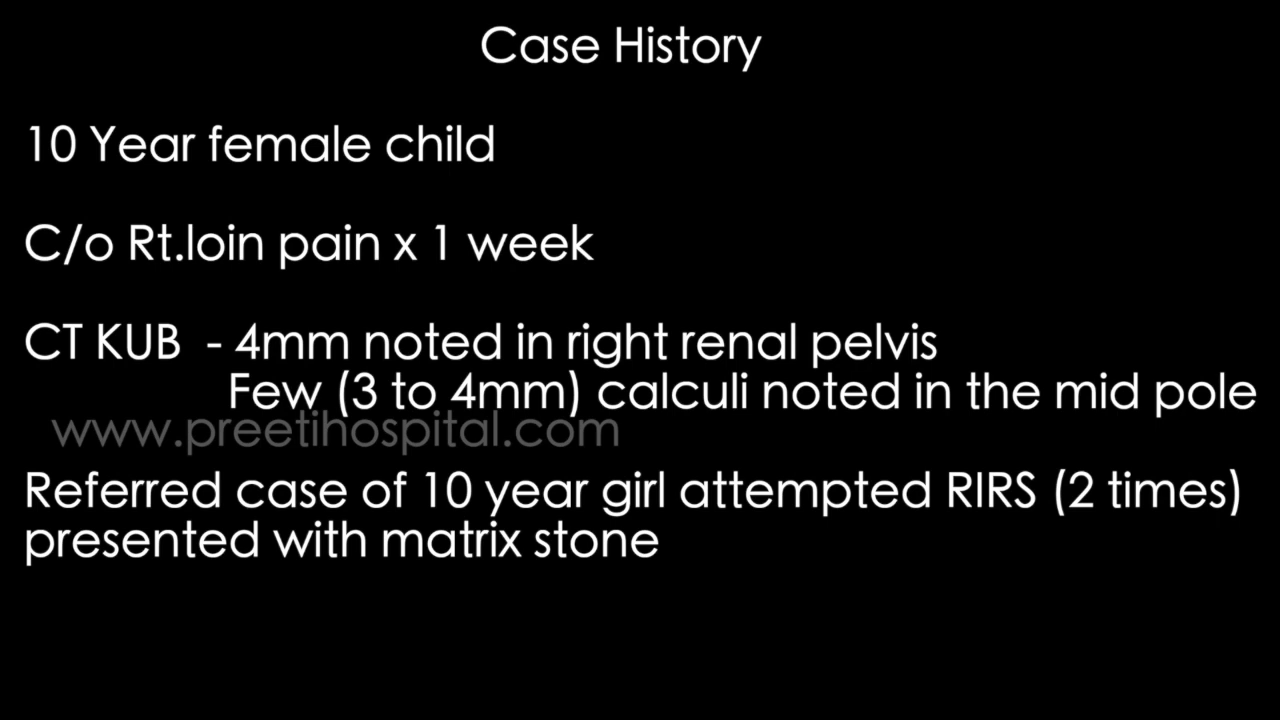 Case History
10 Year female child
C/o Rt.loin pain x 1 week
CT KUB - 4mm noted in right renal pelvis
Few (3 to 4mm) calculi noted in the mid pole
www.preetihospital.com
Referred case of 10 year girl attempted RIRS (2 times)
presented with matrix stone